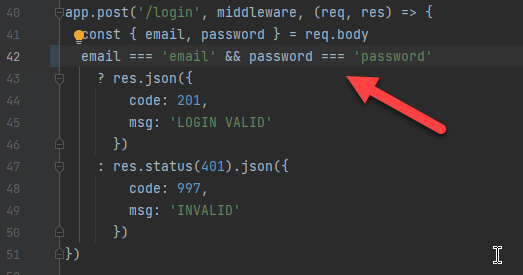 40 app.post('/login', middleware, (req, res) => {
41 const { email, password } = req.body
42 email === 'email' && password === 'password'
43 ? res.json({
44 code: 201,
45 msg: 'LOGIN VALID'
46 })
47 : res.status(401).json({
48 code: 997,
49 msg: 'INVALID'
50 })
51 })